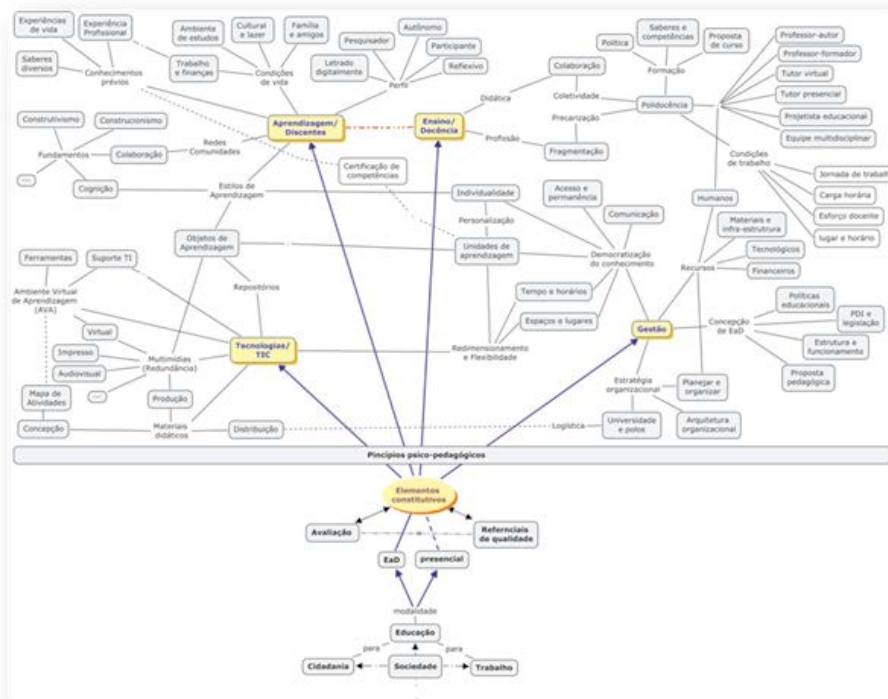 Experiências
de vida
Experiência
Profissional
Saberes
diversos
Conhecimentos
prévios
Ambiente
de estudos
Cultural
e lazer
Família
e amigos
Trabalho
e finanças
Condições
de vida
Pesquisador
Autônomo
Participante
Letrado
digitalmente
Reflexivo
Perfil
Aprendizagem/
Discentes
Ensino/
Docência
Didática
Profissão
Colaboração
Coletividade
Precarização
Fragmentação
Política
Saberes e
competências
Proposta
de curso
Formação
Polidocência
Professor-autor
Professor-formador
Tutor virtual
Tutor presencial
Projetista educacional
Equipe multidisciplinar
Condições
de trabalho
Jornada de trabalho
Carga horária
Esforço docente
lugar e horário
Humanos
Materiais e
infra-estrutura
Tecnológicos
Financeiros
Recursos
Construtivismo
Construcionismo
Fundamentos
Colaboração
Redes
Comunidades
Cognição
Estilos de
Aprendizagem
Certificação de
competências
Individualidade
Personalização
Unidades de
aprendizagem
Acesso e
permanência
Comunicação
Democratização
do conhecimento
Tempo e horários
Espaços e lugares
Redimensionamento
e Flexibilidade
Objetos de
Aprendizagem
Repositórios
Ferramentas
Suporte TI
Ambiente Virtual
de Aprendizagem
(AVA)
Virtual
Impresso
Audiovisual
Multimídias
(Redundância)
Tecnologias/
TIC
Mapa de
Atividades
Produção
Concepção
Materiais
didáticos
Distribuição
Logística
Gestão
Concepção
de EaD
Políticas
educacionais
PDI e
legislação
Estrutura e
funcionamento
Proposta
pedagógica
Estratégia
organizacional
Planejar e
organizar
Universidade
e polos
Arquitetura
organizacional
Pincípios psico-pedagógicos
Elementos
constitutivos
Avaliação
Refernciais
de qualidade
EaD
presencial
modalidade
Educação
para
para
Cidadania
Sociedade
Trabalho